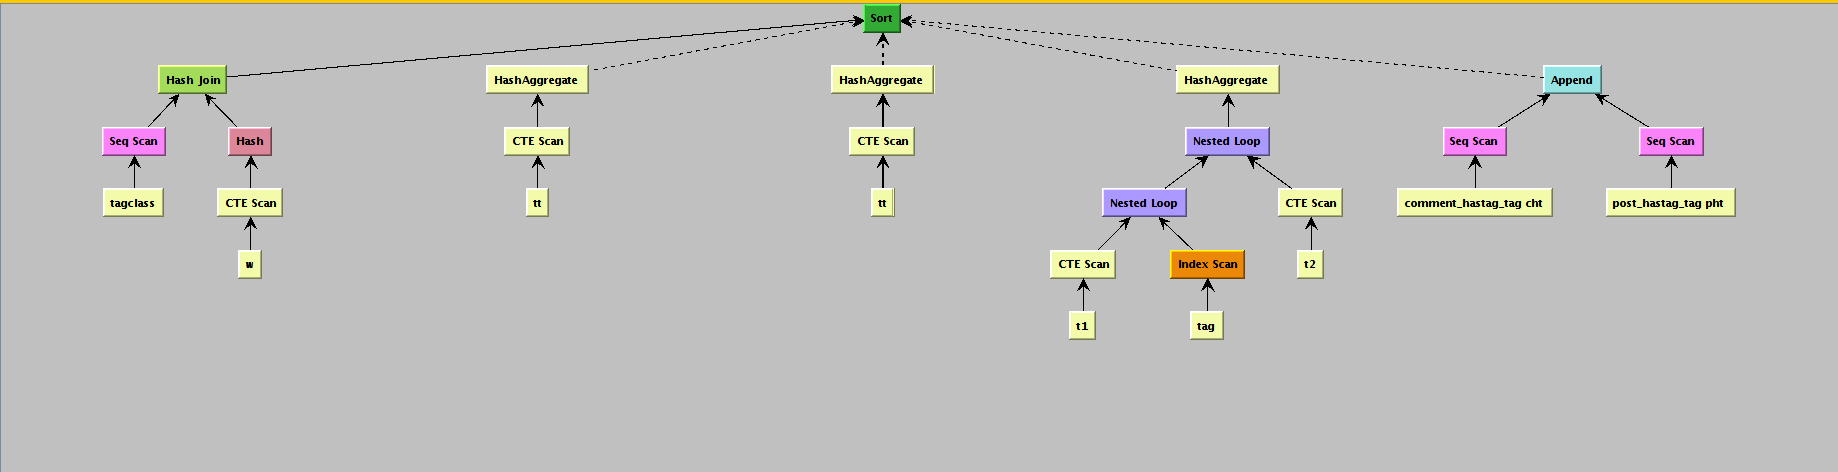 Sort
Hash Join
HashAggregate
HashAggregate
HashAggregate
Append
Seq Scan
Hash
CTE Scan
CTE Scan
Nested Loop
Seq Scan
Seq Scan
tagclass
CTE Scan
tt
tt
Nested Loop
CTE Scan
comment_hastag_tag cht
post_hastag_tag pht
w
CTE Scan
Index Scan
t2
t1
tag